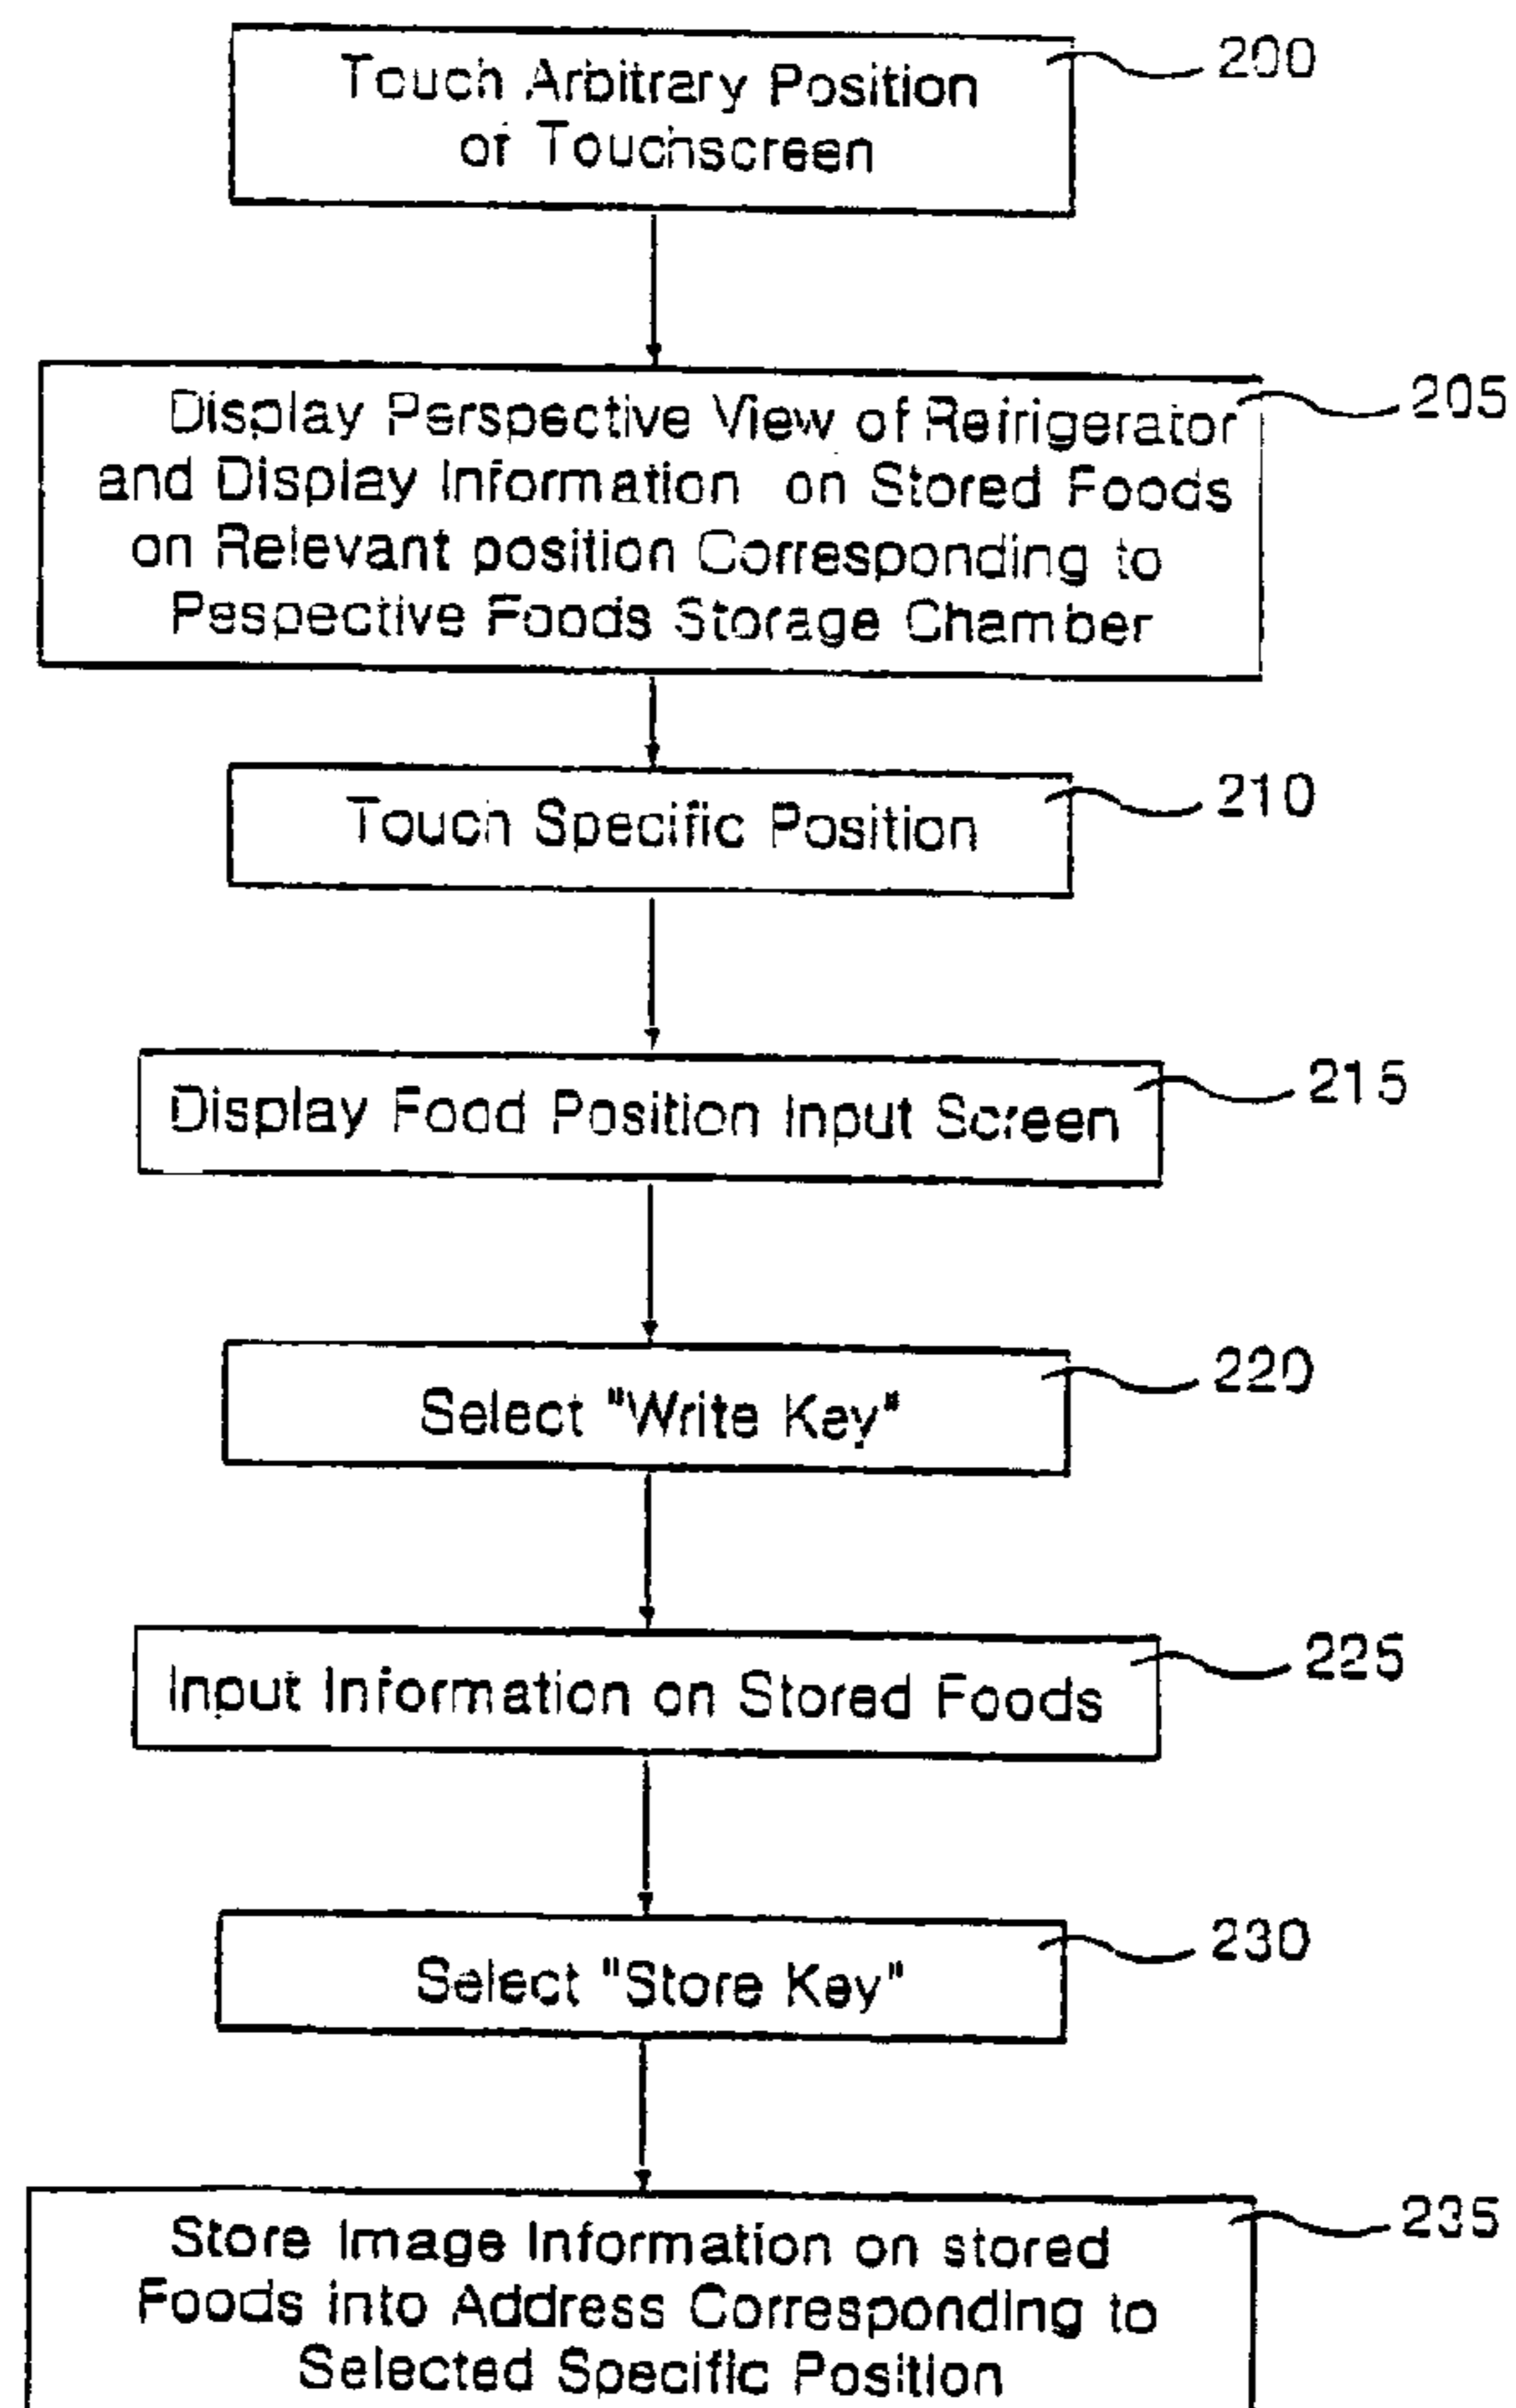 Touch Arbitrary Position
of Touchscreen
200
Display Perspective View of Refrigerator
and Display Information on Stored Foods
on Relevant position Corresponding to
Pespective Foods Storage Chamber
205
Touch Specific Position
210
Display Food Position Input Screen
215
Select "Write Key"
220
Input Information on Stored Foods
225
Select "Store Key"
230
Store Image Information on stored
Foods into Address Corresponding to
Selected Specific Position
235